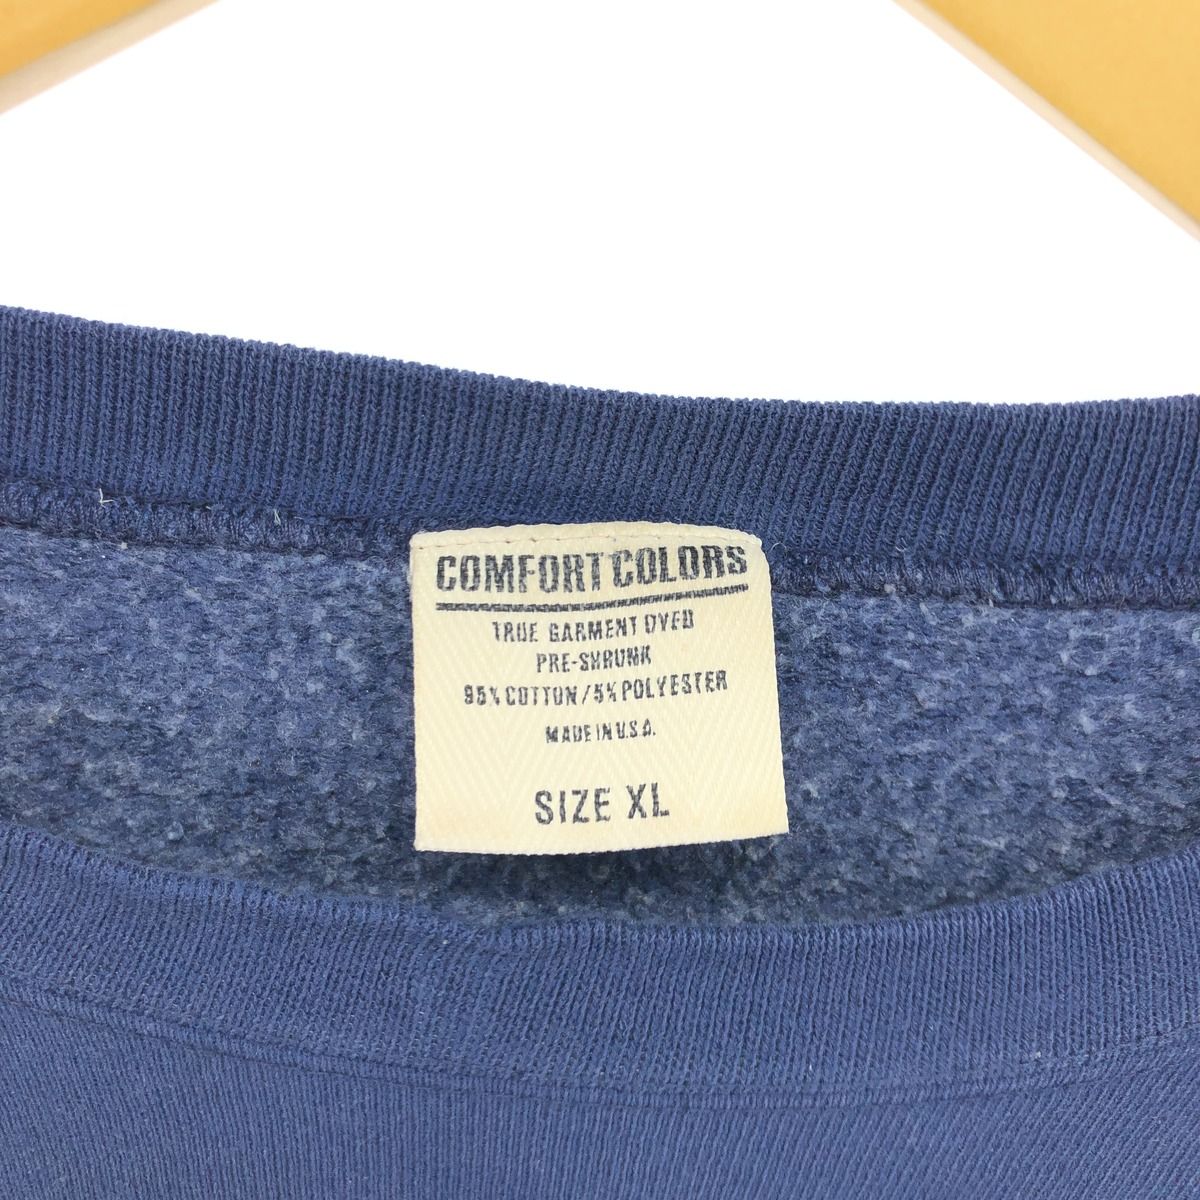 COMFORT COLORS
TRUE GARMENT DYED
PRE-SHRUNK
95% COTTON / 5% POLYESTER
MADE IN U.S.A.
SIZE XL